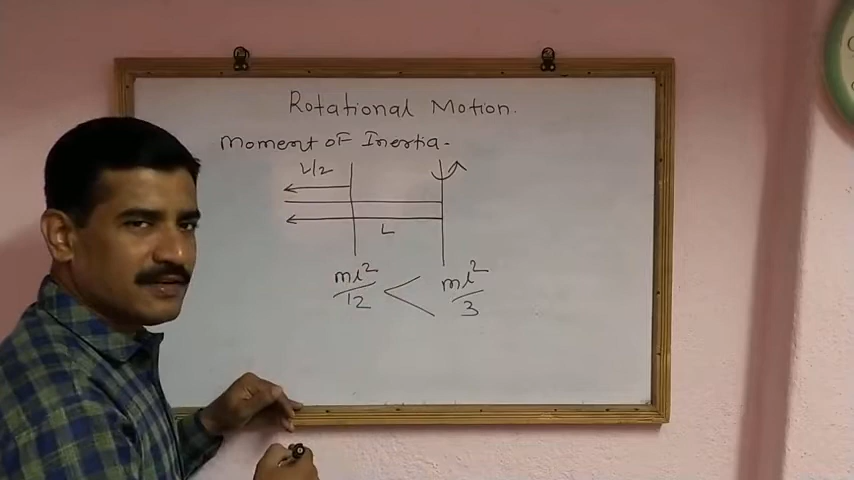 Rotational Motion.
Moment of Inertia.
L/2
L
ml²/12 < ml²/3